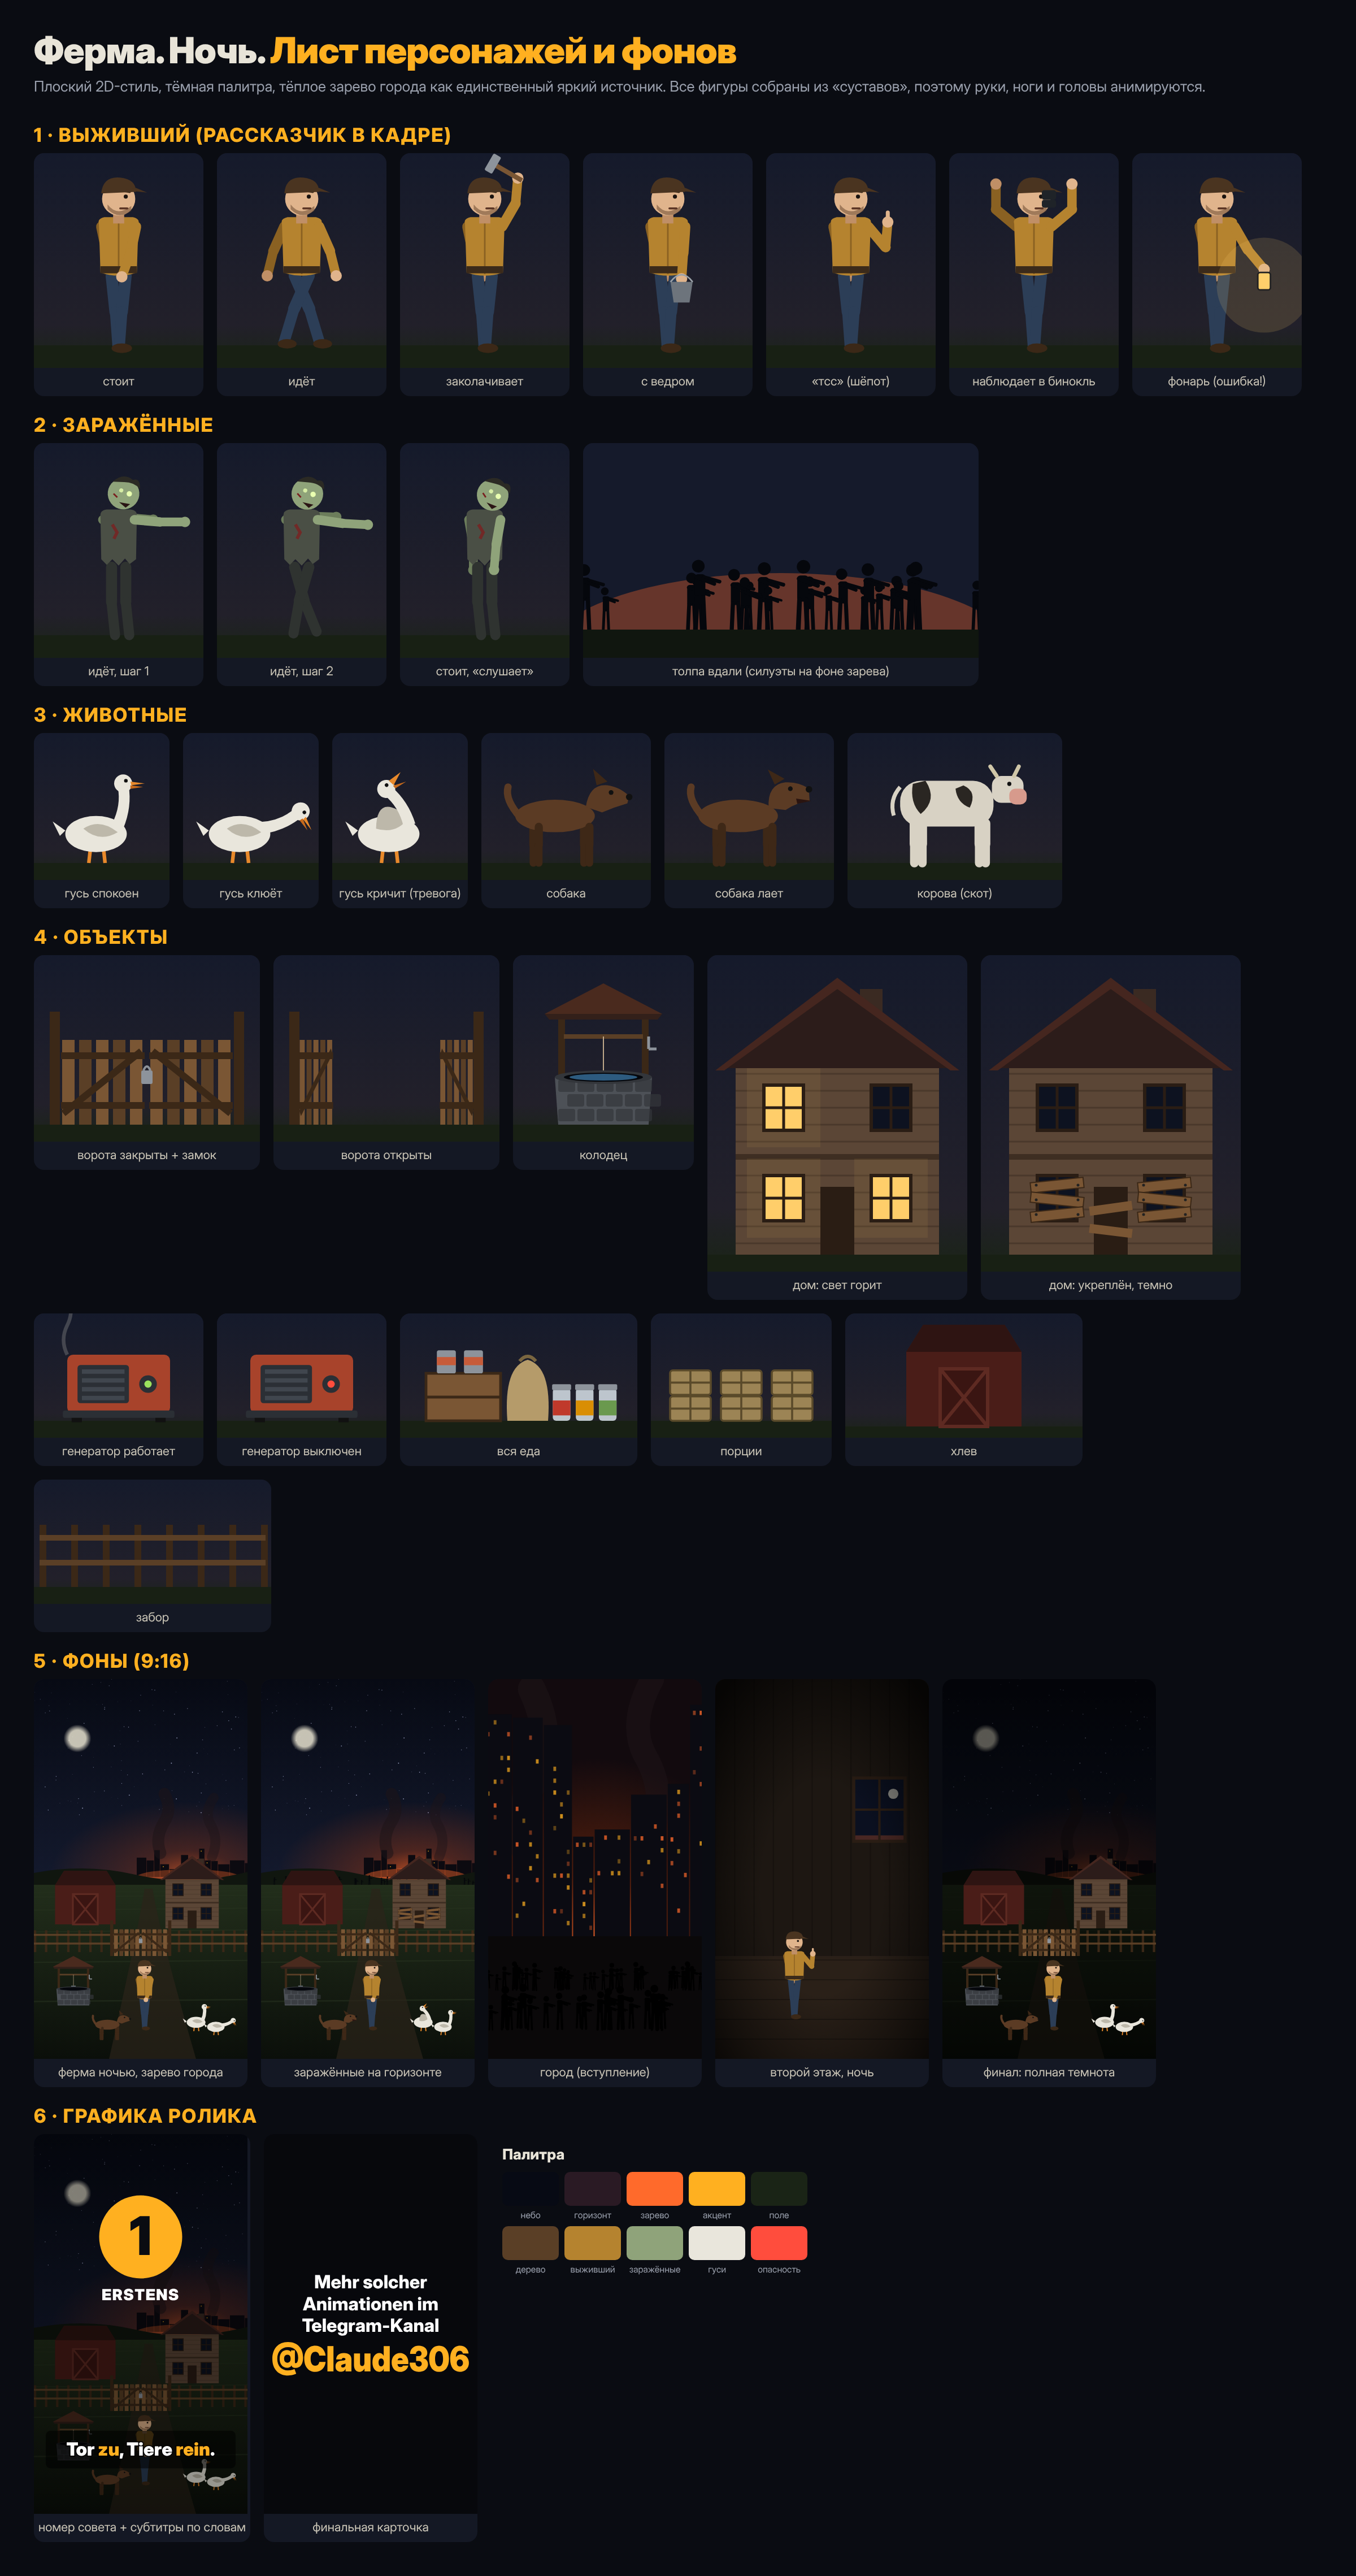 Ферма. Ночь. Лист персонажей и фонов
Плоский 2D-стиль, тёмная палитра, тёплое зарево города как единственный яркий источник. Все фигуры собраны из «суставов», поэтому руки, ноги и головы анимируются.
1 · ВЫЖИВШИЙ (РАССКАЗЧИК В КАДРЕ)
стоит
идёт
заколачивает
с ведром
«тсс» (шёпот)
наблюдает в бинокль
фонарь (ошибка!)
2 · ЗАРАЖЁННЫЕ
идёт, шаг 1
идёт, шаг 2
стоит, «слушает»
толпа вдали (силуэты на фоне зарева)
3 · ЖИВОТНЫЕ
гусь спокоен
гусь клюёт
гусь кричит (тревога)
собака
собака лает
корова (скот)
4 · ОБЪЕКТЫ
ворота закрыты + замок
ворота открыты
колодец
дом: свет горит
дом: укреплён, темно
генератор работает
генератор выключен
вся еда
порции
хлев
забор
5 · ФОНЫ (9:16)
ферма ночью, зарево города
заражённые на горизонте
город (вступление)
второй этаж, ночь
финал: полная темнота
6 · ГРАФИКА РОЛИКА
1
ERSTENS
Tor zu, Tiere rein.
номер совета + субтитры по словам
Mehr solcher
Animationen im
Telegram-Kanal
@Claude306
финальная карточка
Палитра
небо
горизонт
зарево
акцент
поле
дерево
выживший
заражённые
гуси
опасность